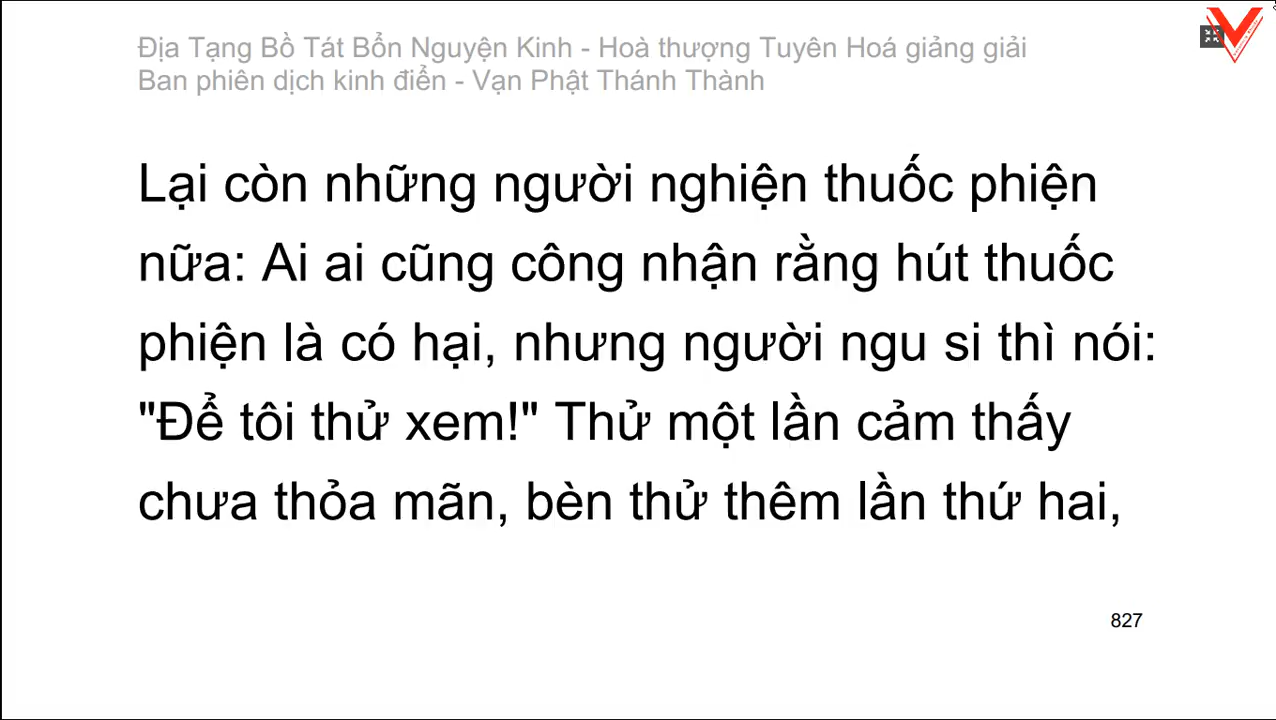 Địa Tạng Bồ Tát Bổn Nguyện Kinh - Hoà thượng Tuyên Hoá giảng giải
Ban phiên dịch kinh điển - Vạn Phật Thánh Thành
Lại còn những người nghiện thuốc phiện
nữa: Ai ai cũng công nhận rằng hút thuốc
phiện là có hại, nhưng người ngu si thì nói:
"Để tôi thử xem!" Thử một lần cảm thấy
chưa thỏa mãn, bèn thử thêm lần thứ hai,
827